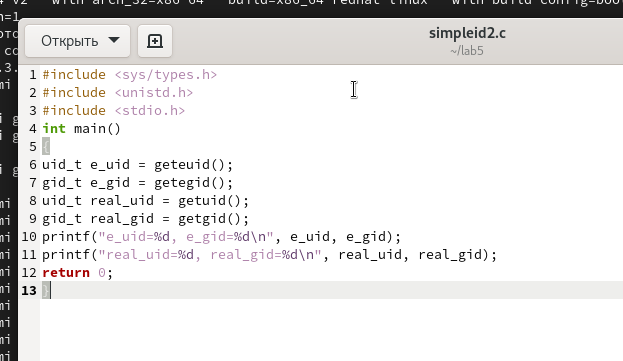 Открыть
simpleid2.c
~/lab5
1 #include <sys/types.h>
2 #include <unistd.h>
3 #include <stdio.h>
4 int main()
5 {
6 uid_t e_uid = geteuid();
7 gid_t e_gid = getegid();
8 uid_t real_uid = getuid();
9 gid_t real_gid = getgid();
10 printf("e_uid=%d, e_gid=%d\n", e_uid, e_gid);
11 printf("real_uid=%d, real_gid=%d\n", real_uid, real_gid);
12 return 0;
13 }